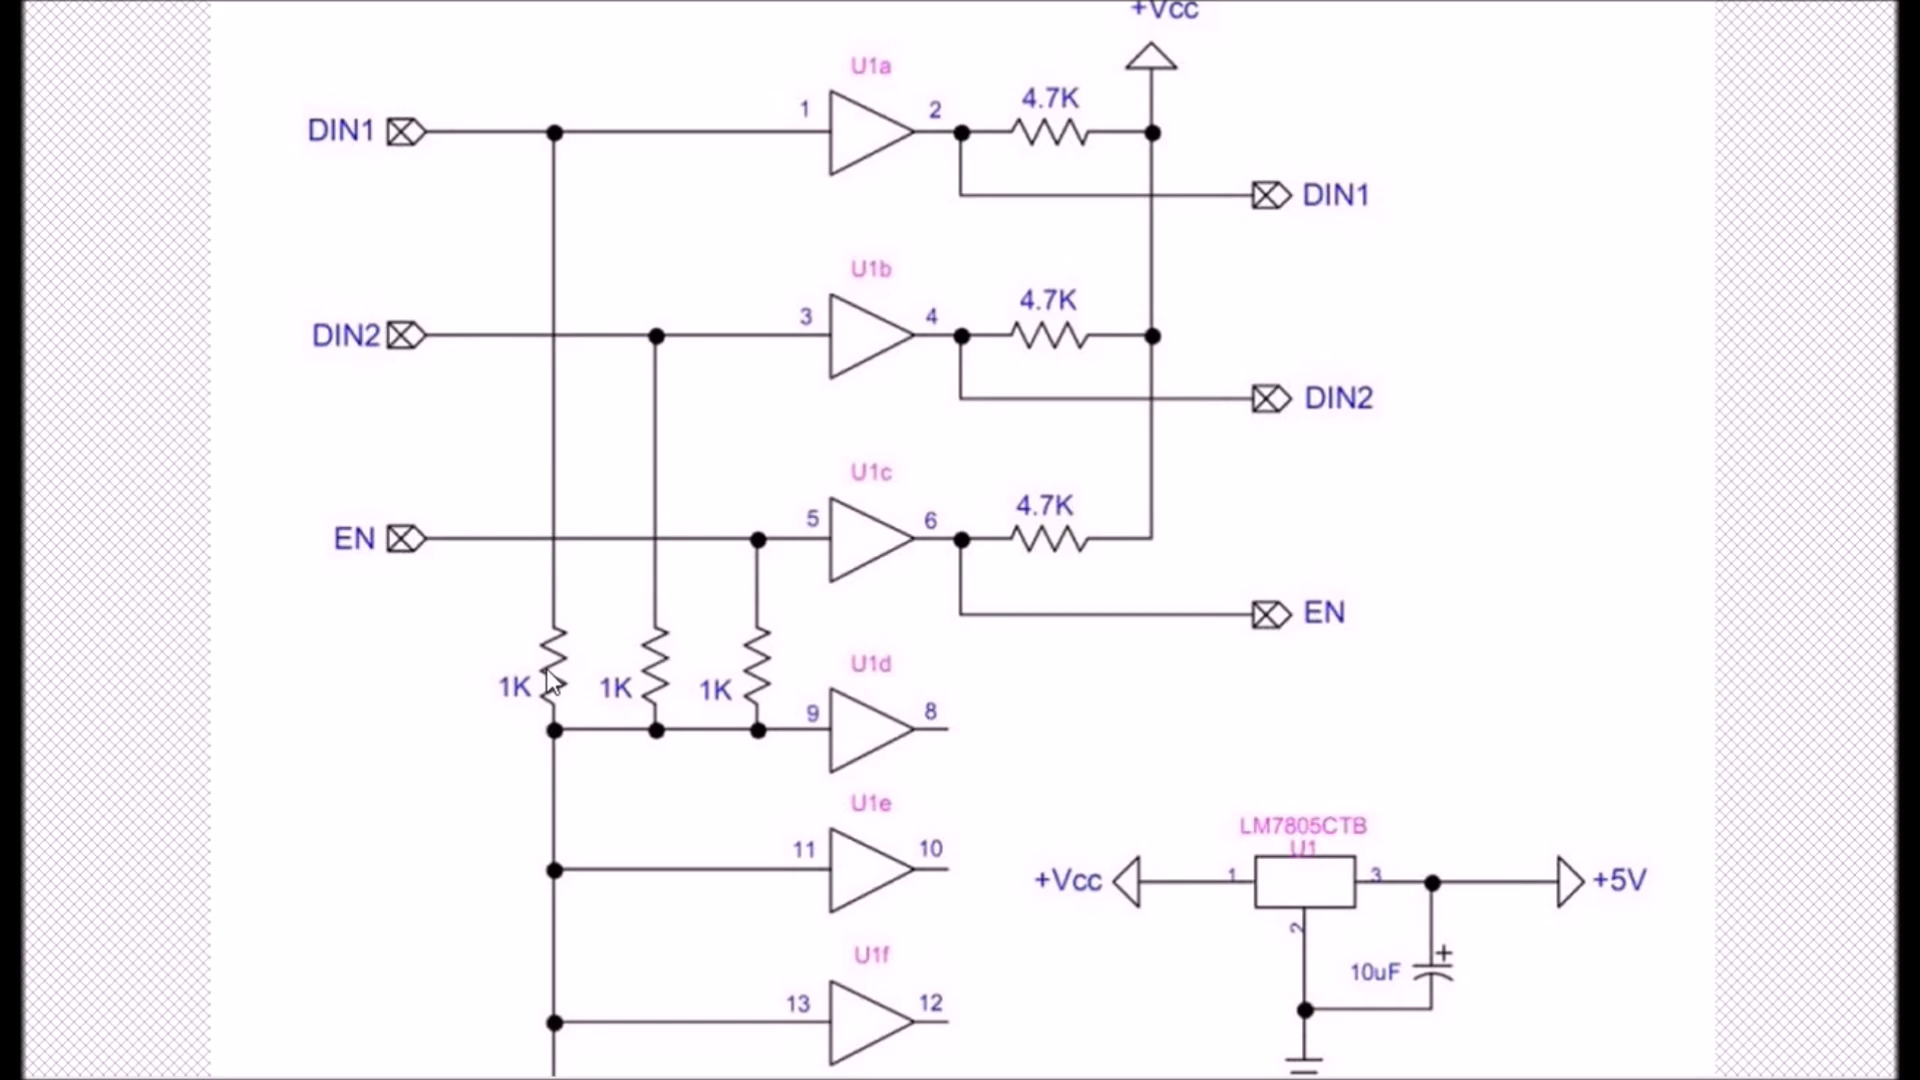 +Vcc
U1a
1
2
4.7K
DIN1
DIN1
U1b
3
4
4.7K
DIN2
DIN2
U1c
5
6
4.7K
EN
EN
1K
1K
1K
U1d
9
8
U1e
11
10
U1f
13
12
LM7805CTB
U1
+Vcc
1
3
+5V
2
+
10uF